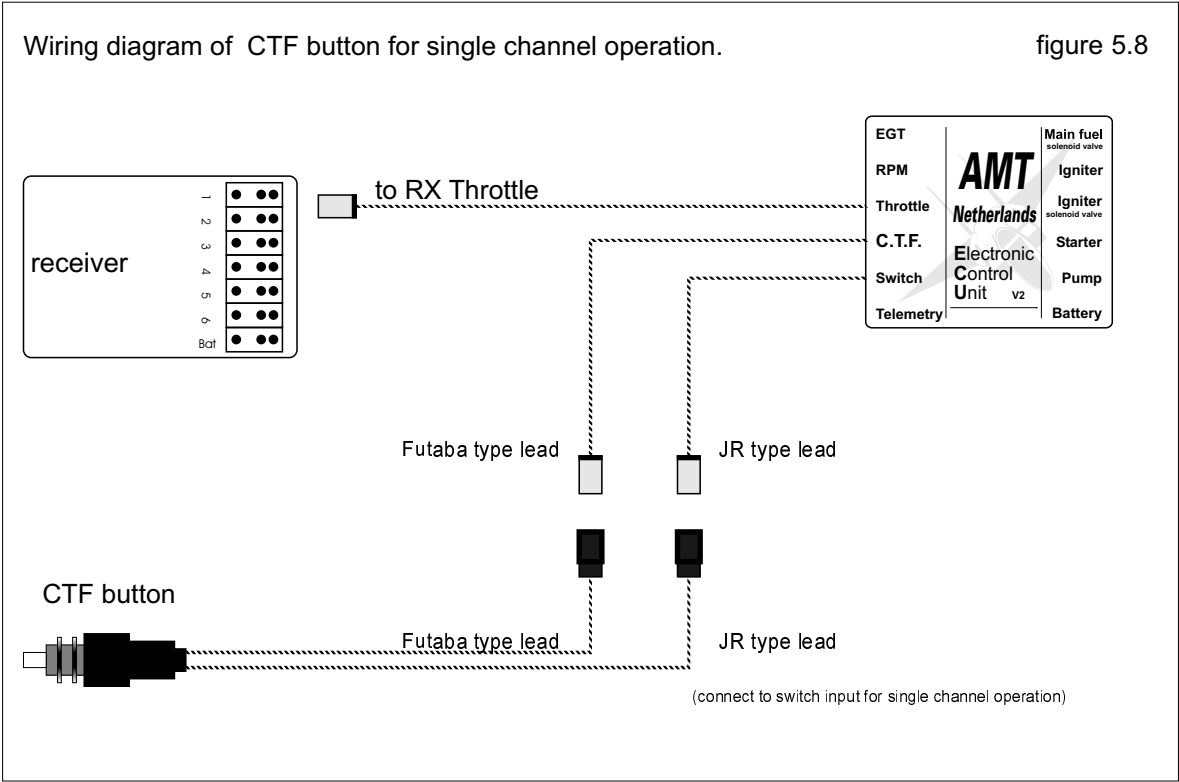 Wiring diagram of  CTF button for single channel operation.
figure 5.8
receiver
1
2
3
4
5
6
Bat
to RX Throttle
EGT
RPM
Throttle
C.T.F.
Switch
Telemetry
AMT
Netherlands
Electronic
Control
Unit V2
Main fuel
solenoid valve
Igniter
Igniter
solenoid valve
Starter
Pump
Battery
Futaba type lead
JR type lead
CTF button
Futaba type lead
JR type lead
(connect to switch input for single channel operation)